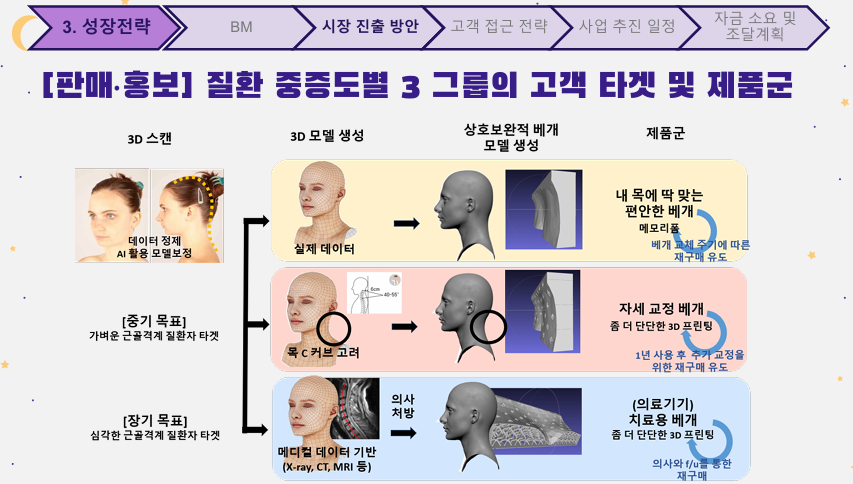 3. 성장전략
BM
시장 진출 방안
고객 접근 전략
사업 추진 일정
자금 소요 및
조달계획
[판매·홍보] 질환 중증도별 3 그룹의 고객 타겟 및 제품군
3D 스캔
3D 모델 생성
상호보완적 베개
모델 생성
제품군
데이터 정제
AI 활용 모델보정
실제 데이터
내 목에 딱 맞는
편안한 베개
메모리폼
베개 교체 주기에 따른
재구매 유도
[중기 목표]
가벼운 근골격계 질환자 타겟
6cm
40-55°
목 C 커브 고려
자세 교정 베개
좀 더 단단한 3D 프린팅
1년 사용 후 추가 교정을
위한 재구매 유도
[장기 목표]
심각한 근골격계 질환자 타겟
메디컬 데이터 기반
(X-ray, CT, MRI 등)
의사
처방
(의료기기)
치료용 베개
좀 더 단단한 3D 프린팅
의사와 f/u를 통한
재구매